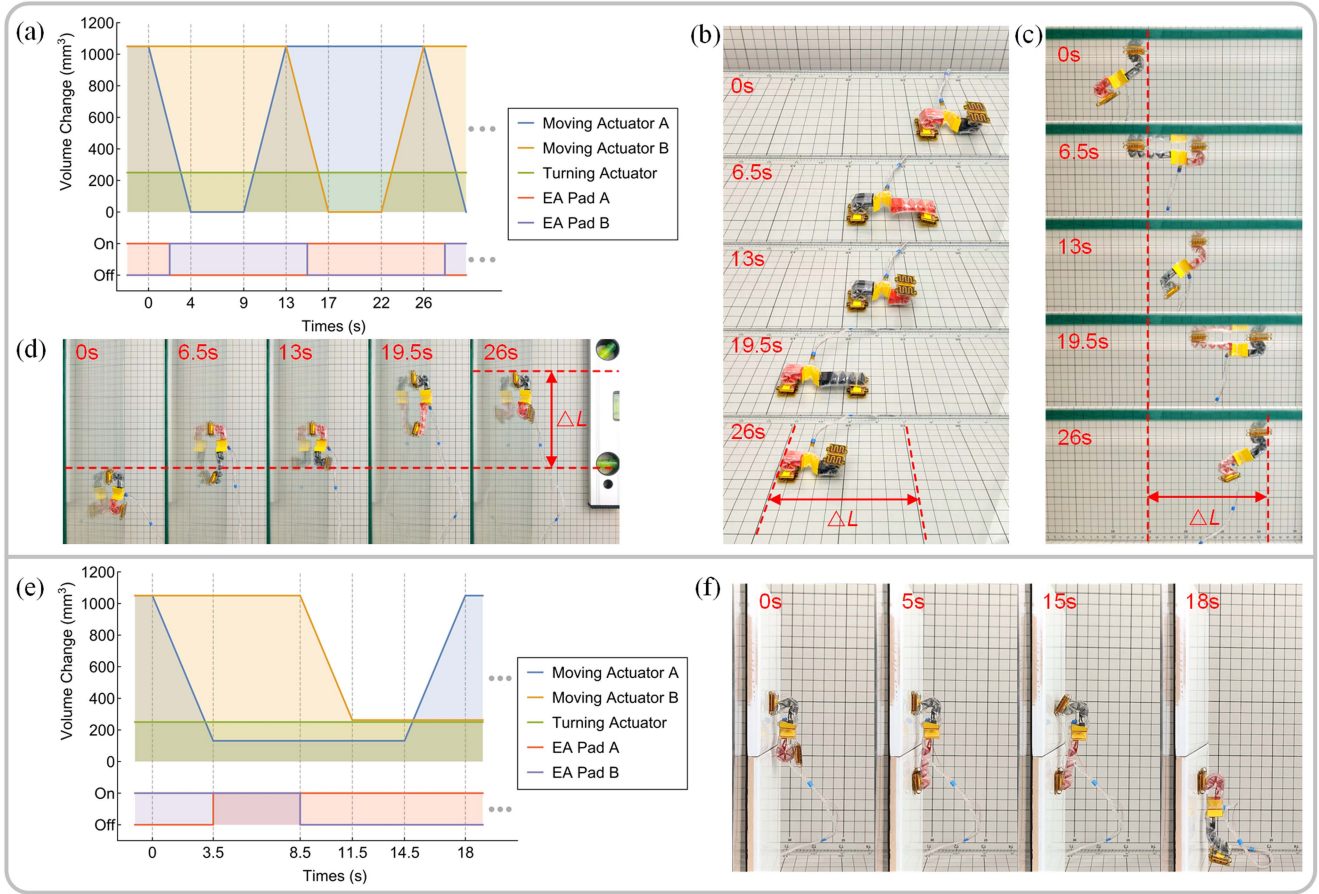 (a)
Volume Change (mm³)
1200
1000
800
600
400
200
0
On
Off
0 4 9 13 17 22 26
Times (s)
Moving Actuator A
Moving Actuator B
Turning Actuator
EA Pad A
EA Pad B
(b)
0s
6.5s
13s
19.5s
26s
△L
(c)
0s
6.5s
13s
19.5s
26s
△L
(d)
0s 6.5s 13s 19.5s 26s
△L
(e)
Volume Change (mm³)
1200
1000
800
600
400
200
0
On
Off
0 3.5 8.5 11.5 14.5 18
Times (s)
Moving Actuator A
Moving Actuator B
Turning Actuator
EA Pad A
EA Pad B
(f)
0s 5s 15s 18s